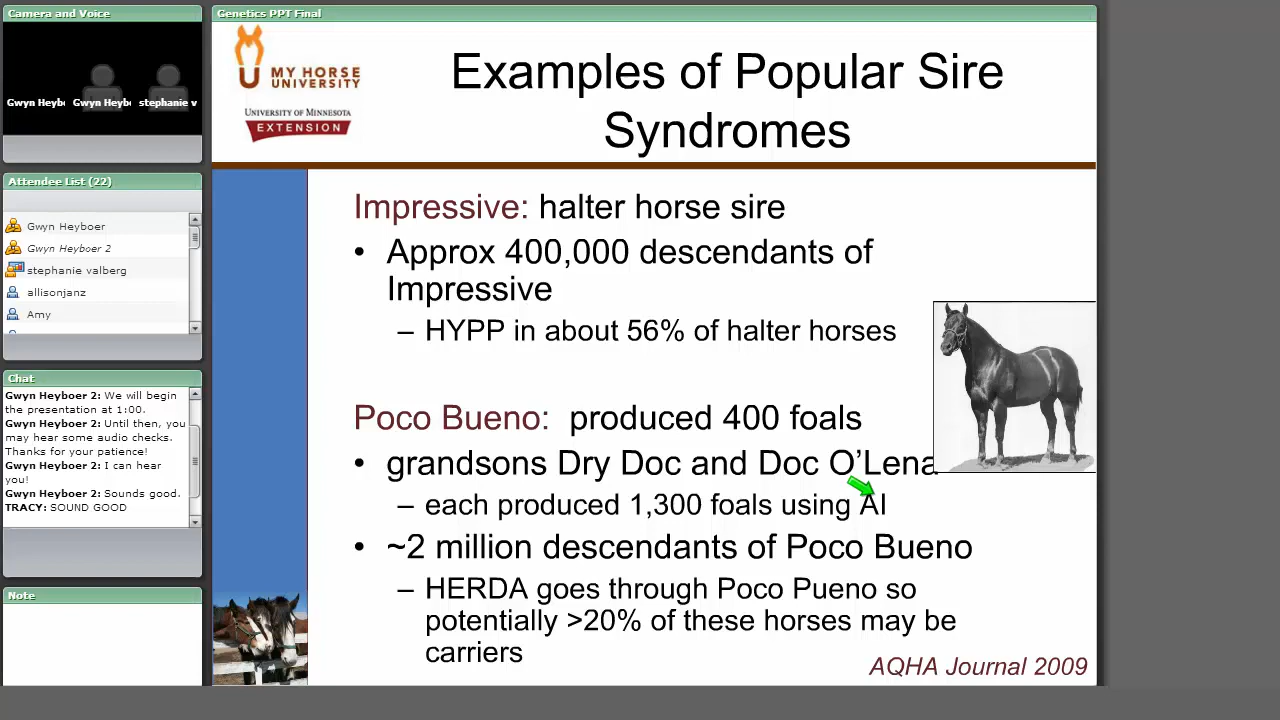 Camera and Voice
Gwyn Heyb
Gwyn Heyb
stephanie v
Attendee List (22)
Gwyn Heyboer
Gwyn Heyboer 2
stephanie valberg
allisonjanz
Amy
Chat
Gwyn Heyboer 2: We will begin
the presentation at 1:00.
Gwyn Heyboer 2: Until then, you
may hear some audio checks.
Thanks for your patience!
Gwyn Heyboer 2: I can hear
you!
Gwyn Heyboer 2: Sounds good.
TRACY: SOUND GOOD
Note
Genetics PPT Final
MY HORSE
UNIVERSITY
UNIVERSITY OF MINNESOTA
EXTENSION
Examples of Popular Sire
Syndromes
Impressive: halter horse sire
• Approx 400,000 descendants of
Impressive
– HYPP in about 56% of halter horses
Poco Bueno: produced 400 foals
• grandsons Dry Doc and Doc O’Lena
– each produced 1,300 foals using AI
• ~2 million descendants of Poco Bueno
– HERDA goes through Poco Pueno so
potentially >20% of these horses may be
carriers
AQHA Journal 2009